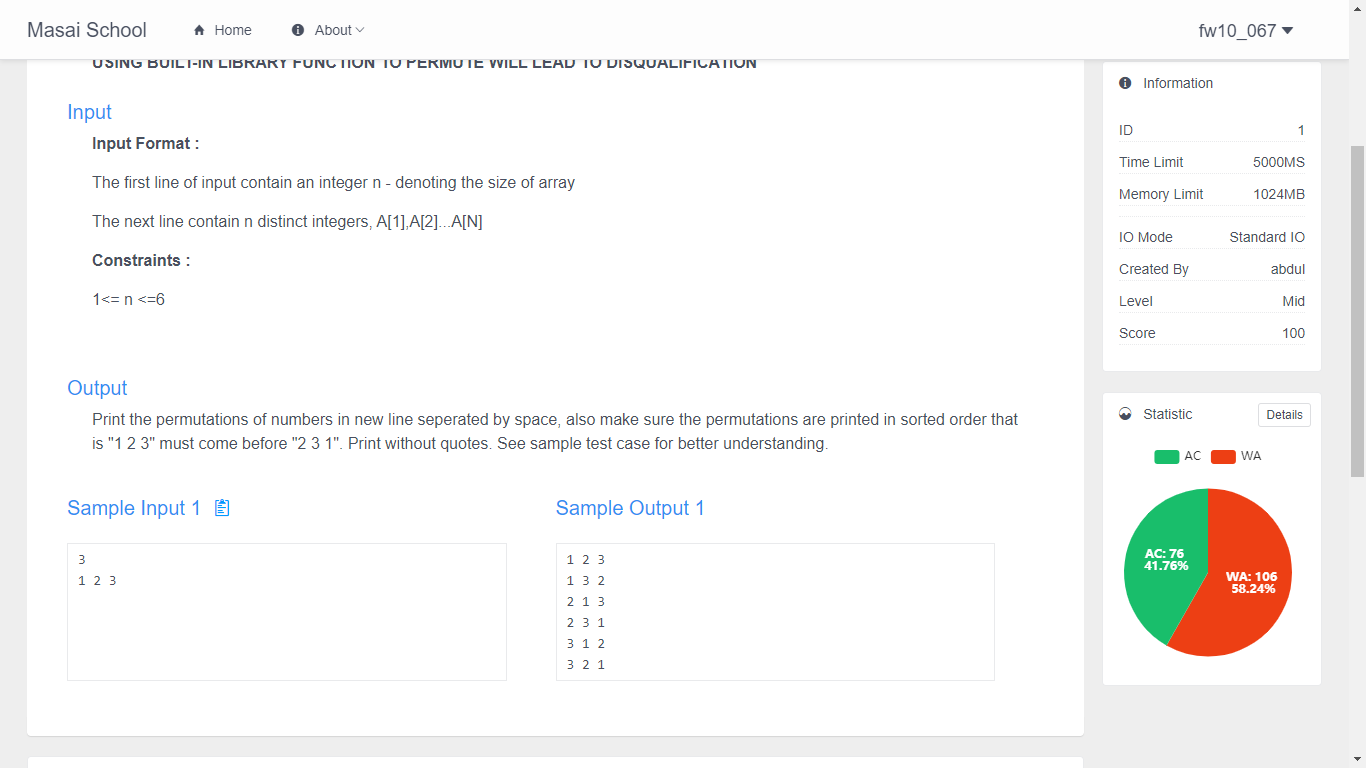 Masai School
Home
About
fw10_067
USING BUILT-IN LIBRARY FUNCTION TO PERMUTE WILL LEAD TO DISQUALIFICATION
Input
Input Format :
The first line of input contain an integer n - denoting the size of array
The next line contain n distinct integers, A[1],A[2]...A[N]
Constraints :
1<= n <=6
Output
Print the permutations of numbers in new line seperated by space, also make sure the permutations are printed in sorted order that
is "1 2 3" must come before "2 3 1". Print without quotes. See sample test case for better understanding.
Sample Input 1
3
1 2 3
Sample Output 1
1 2 3
1 3 2
2 1 3
2 3 1
3 1 2
3 2 1
Information
ID 1
Time Limit 5000MS
Memory Limit 1024MB
IO Mode Standard IO
Created By abdul
Level Mid
Score 100
Statistic
Details
AC WA
AC: 76
41.76%
WA: 106
58.24%